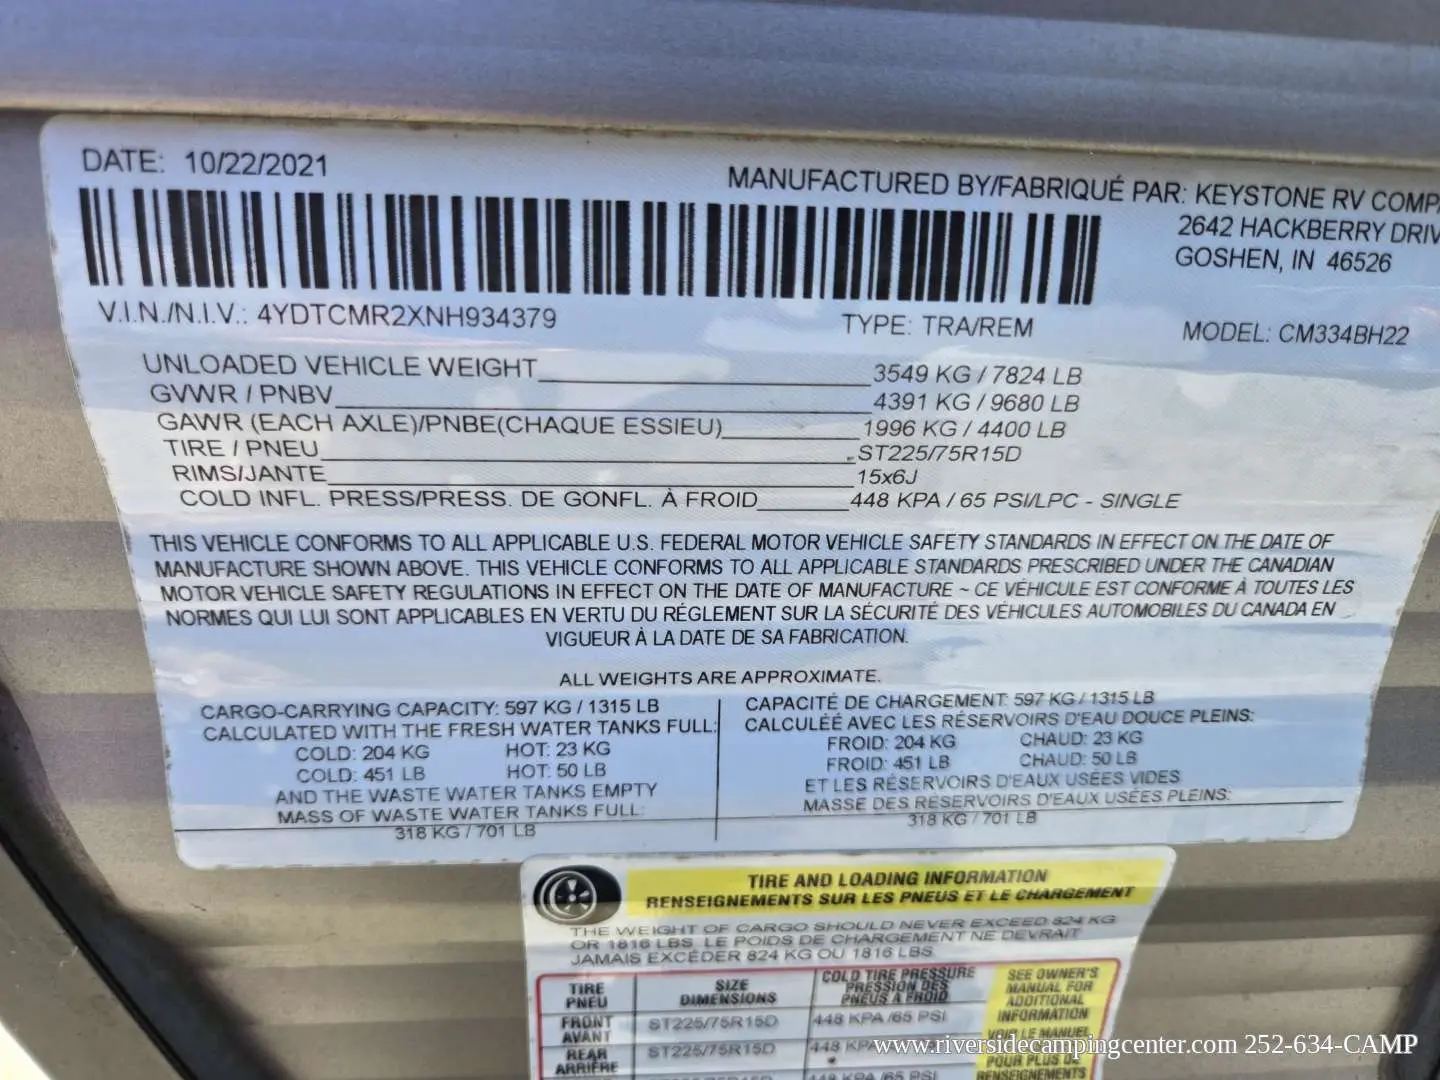 DATE: 10/22/2021
MANUFACTURED BY/FABRIQUÉ PAR: KEYSTONE RV
2642 HACKBERRY
GOSHEN, IN 46526
V.I.N./N.I.V.: 4YDTCMR2XNH934379
TYPE: TRA/REM
MODEL: CM334BH22
UNLOADED VEHICLE WEIGHT 3549 KG / 7824 LB
GVWR / PNBV 4391 KG / 9680 LB
GAWR (EACH AXLE)/PNBE(CHAQUE ESSIEU) 1996 KG / 4400 LB
TIRE / PNEU ST225/75R15D
RIMS/JANTE 15x6J
COLD INFL. PRESS/PRESS. DE GONFL. À FROID 448 KPA / 65 PSI/LPC - SINGLE
THIS VEHICLE CONFORMS TO ALL APPLICABLE U.S. FEDERAL MOTOR VEHICLE SAFETY STANDARDS IN EFFECT ON THE DATE OF
MANUFACTURE SHOWN ABOVE. THIS VEHICLE CONFORMS TO ALL APPLICABLE STANDARDS PRESCRIBED UNDER THE CANADIAN
MOTOR VEHICLE SAFETY REGULATIONS IN EFFECT ON THE DATE OF MANUFACTURE ~ CE VÉHICULE EST CONFORME À TOUTES LES
NORMES QUI LUI SONT APPLICABLES EN VERTU DU RÉGLEMENT SUR LA SÉCURITÉ DES VÉHICULES AUTOMOBILES DU CANADA EN
VIGUEUR À LA DATE DE SA FABRICATION.
ALL WEIGHTS ARE APPROXIMATE.
CARGO-CARRYING CAPACITY: 597 KG / 1315 LB
CALCULATED WITH THE FRESH WATER TANKS FULL:
COLD: 204 KG HOT: 23 KG
COLD: 451 LB HOT: 50 LB
AND THE WASTE WATER TANKS EMPTY
MASS OF WASTE WATER TANKS FULL:
318 KG / 701 LB
CAPACITÉ DE CHARGEMENT: 597 KG / 1315 LB
CALCULÉÉ AVEC LES RÉSERVOIRS D'EAU DOUCE PLEINS:
FROID: 204 KG CHAUD: 23 KG
FROID: 451 LB CHAUD: 50 LB
ET LES RÉSERVOIRS D'EAUX USÉES VIDES
MASSE DES RÉSERVOIRS D'EAUX USÉES PLEINS:
318 KG / 701 LB
TIRE AND LOADING INFORMATION
RENSEIGNEMENTS SUR LES PNEUS ET LE CHARGEMENT
THE WEIGHT OF CARGO SHOULD NEVER EXCEED 824 KG
OR 1816 LBS. LE POIDS DE CHARGEMENT NE DEVRAIT
JAMAIS EXCÉDER 824 KG OU 1816 LBS.
TIRE
PNEU
SIZE
DIMENSIONS
COLD TIRE PRESSURE
PRESSION DES
PNEUS À FROID
SEE OWNER'S
MANUAL FOR
ADDITIONAL
INFORMATION
FRONT
AVANT
ST225/75R15D
448 KPA /65 PSI
VOIR LE MANUEL
REAR
ARRIÈRE
ST225/75R15D
448 KPA
POUR PLUS DE
RENSEIGNEMENTS
448 KPA /65 PSI
www.riversidecampingcenter.com 252-634-CAMP